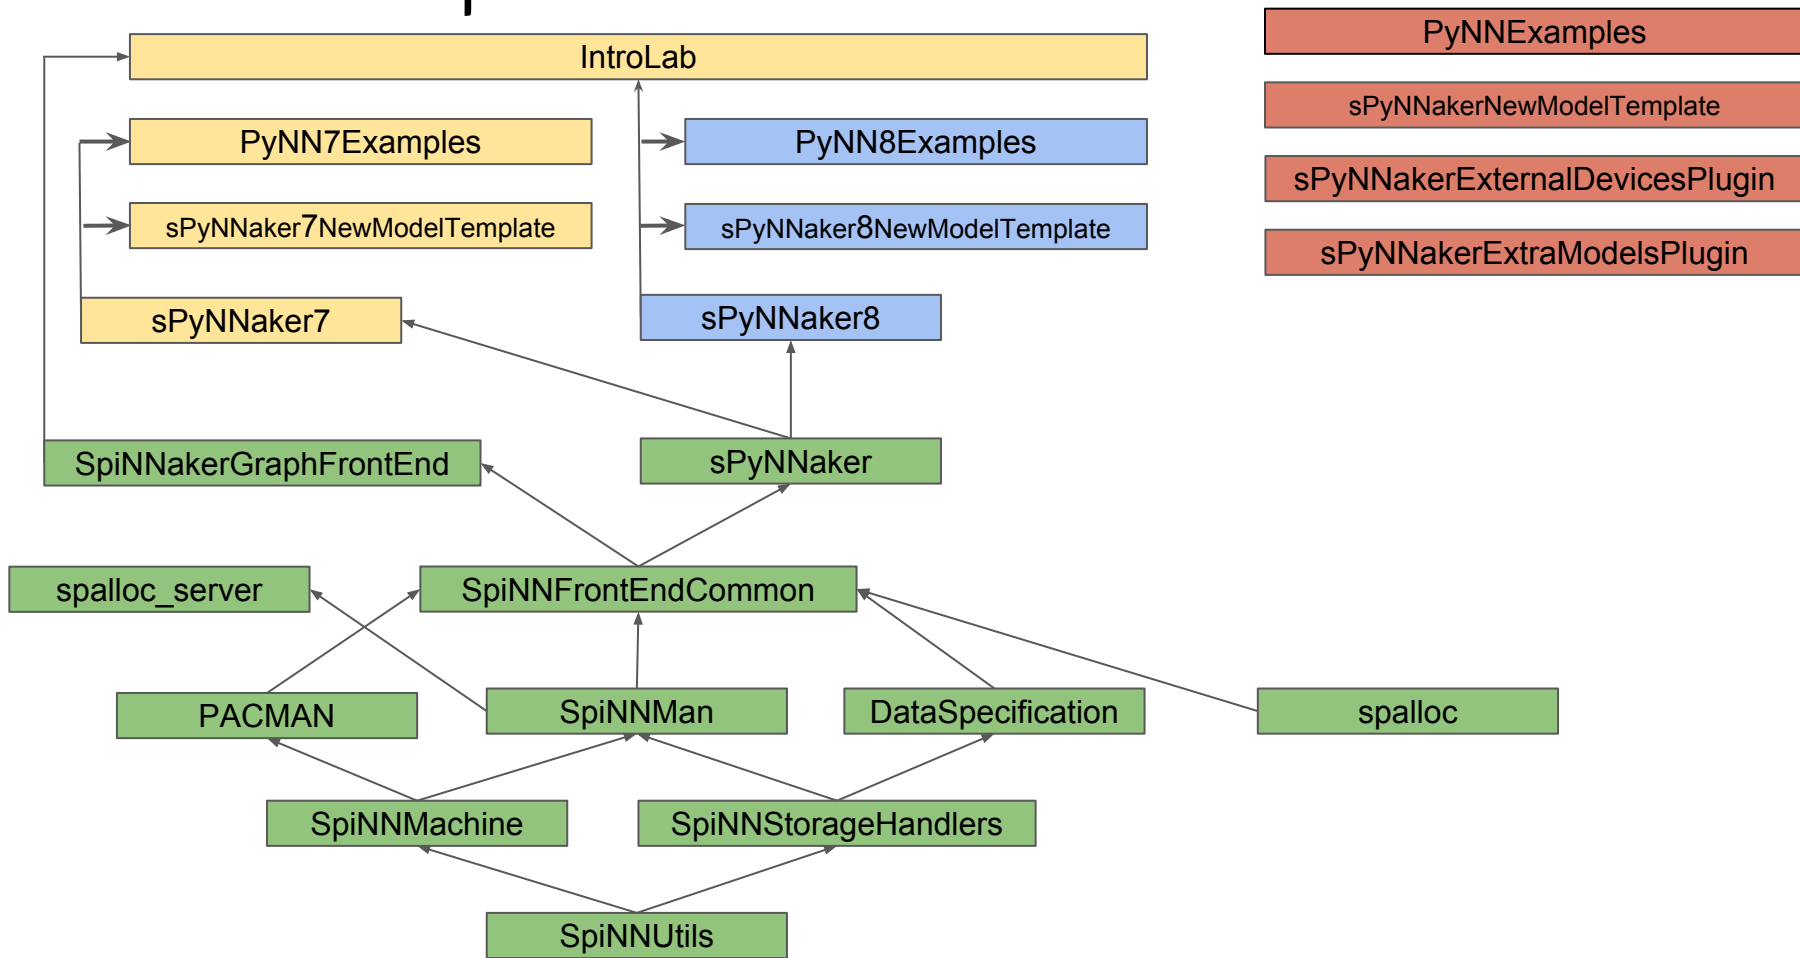 IntroLab
PyNNExamples
sPyNNakerNewModelTemplate
PyNN7Examples
PyNN8Examples
sPyNNakerExternalDevicesPlugin
sPyNNaker7NewModelTemplate
sPyNNaker8NewModelTemplate
sPyNNakerExtraModelsPlugin
sPyNNaker7
sPyNNaker8
SpiNNakerGraphFrontEnd
sPyNNaker
spalloc_server
SpiNNFrontEndCommon
PACMAN
SpiNNMan
DataSpecification
spalloc
SpiNNMachine
SpiNNStorageHandlers
SpiNNUtils